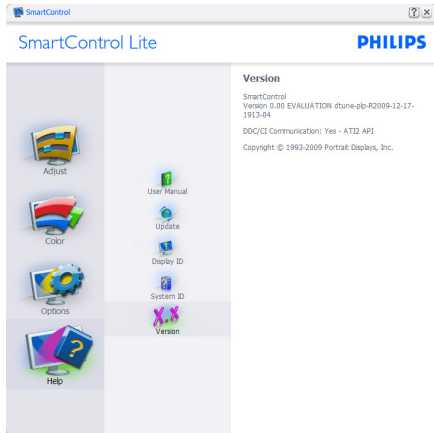 SmartControl
SmartControl Lite
PHILIPS
Adjust
Color
Options
Help
User Manual
Update
Display ID
System ID
X.X
Version
Version
SmartControl
Version 0.00 EVALUATION dtune-plp-R2009-12-17-
1913-04
DDC/CI Communication: Yes - ATI2 API
Copyright © 1993-2009 Portrait Displays, Inc.